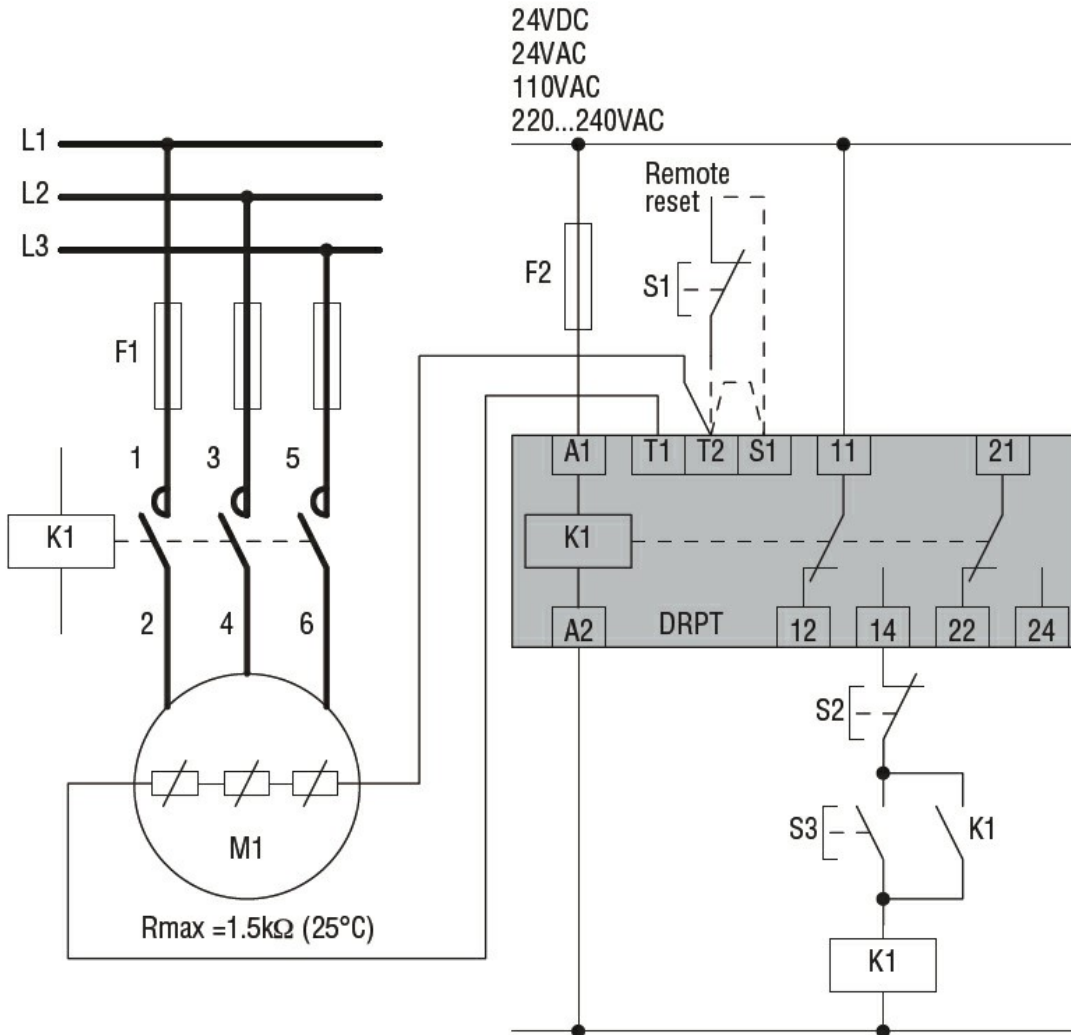 24VDC
24VAC
110VAC
220...240VAC
L1
L2
L3
Remote
reset
F2
S1
F1
1 3 5
A1 T1 T2 S1 11 21
K1
K1
2 4 6
A2 DRPT 12 14 22 24
S2
S3 K1
M1
Rmax =1.5kΩ (25°C)
K1